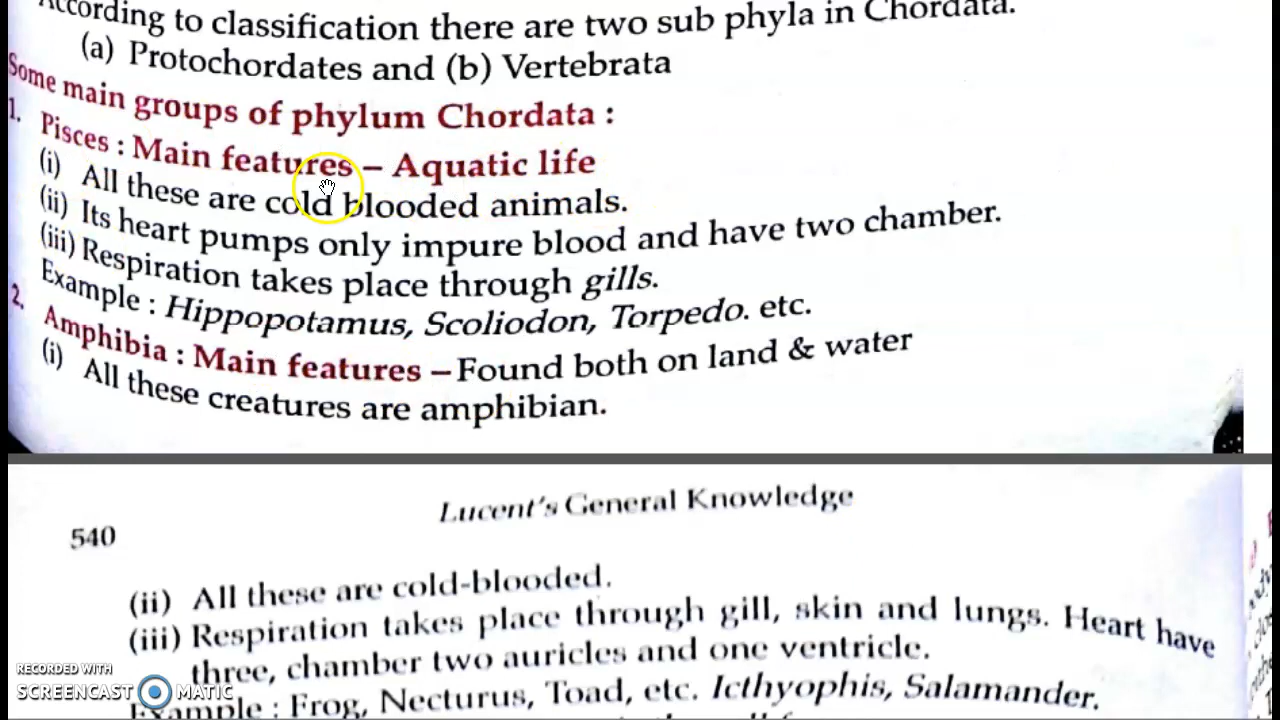 According to classification there are two sub phyla in Chordata.
(a) Protochordates and (b) Vertebrata
Some main groups of phylum Chordata :
1. Pisces : Main features – Aquatic life
(i) All these are cold blooded animals.
(ii) Its heart pumps only impure blood and have two chamber.
(iii) Respiration takes place through gills.
Example : Hippopotamus, Scoliodon, Torpedo. etc.
2. Amphibia : Main features – Found both on land & water
(i) All these creatures are amphibian.
540 Lucent's General Knowledge
(ii) All these are cold-blooded.
(iii) Respiration takes place through gill, skin and lungs. Heart have
three, chamber two auricles and one ventricle.
Example : Frog, Necturus, Toad, etc. Icthyophis, Salamander.
RECORDED WITH
SCREENCAST MATIC